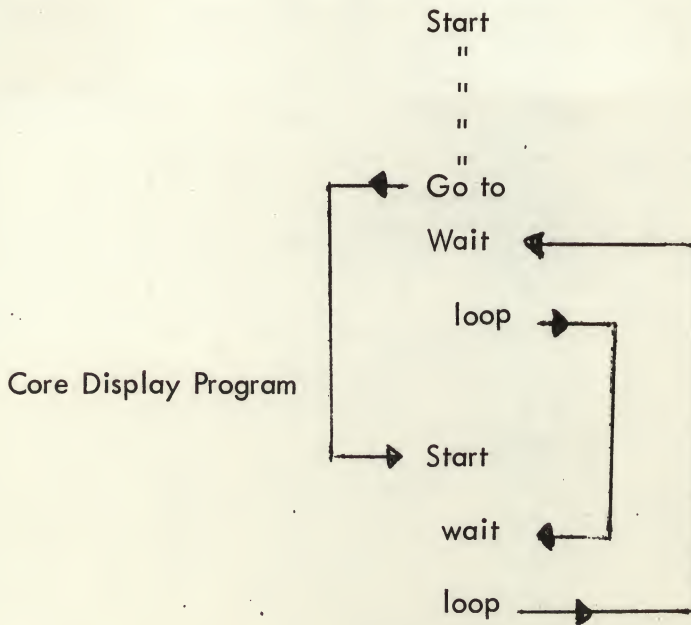 Start
"
"
"
"
Go to
Wait
loop
Core Display Program
Start
wait
loop